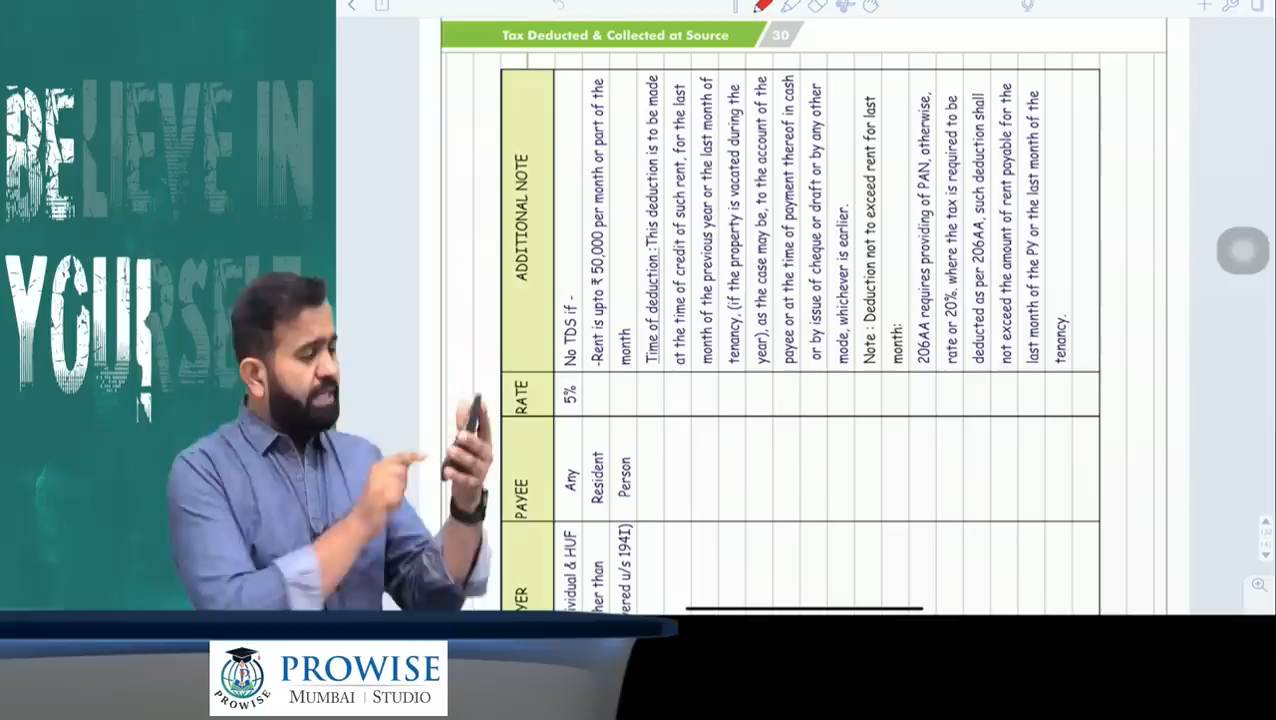 BELIEVE IN
YOURSELF
Tax Deducted & Collected at Source 30
ADDITIONAL NOTE
No TDS if -
-Rent is upto ₹ 50,000 per month or part of the
month
Time of deduction : This deduction is to be made
at the time of credit of such rent, for the last
month of the previous year or the last month of
tenancy, (if the property is vacated during the
year), as the case may be, to the account of the
payee or at the time of payment thereof in cash
or by issue of cheque or draft or by any other
mode, whichever is earlier.
Note : Deduction not to exceed rent for last
month:
206AA requires providing of PAN, otherwise,
rate or 20%. where the tax is required to be
deducted as per 206AA, such deduction shall
not exceed the amount of rent payable for the
last month of the PY or the last month of the
tenancy.
RATE
5%
PAYEE
Any
Resident
Person
YER
ividual & HUF
her than
vered u/s 194I)
PROWISE
PROWISE
MUMBAI | STUDIO